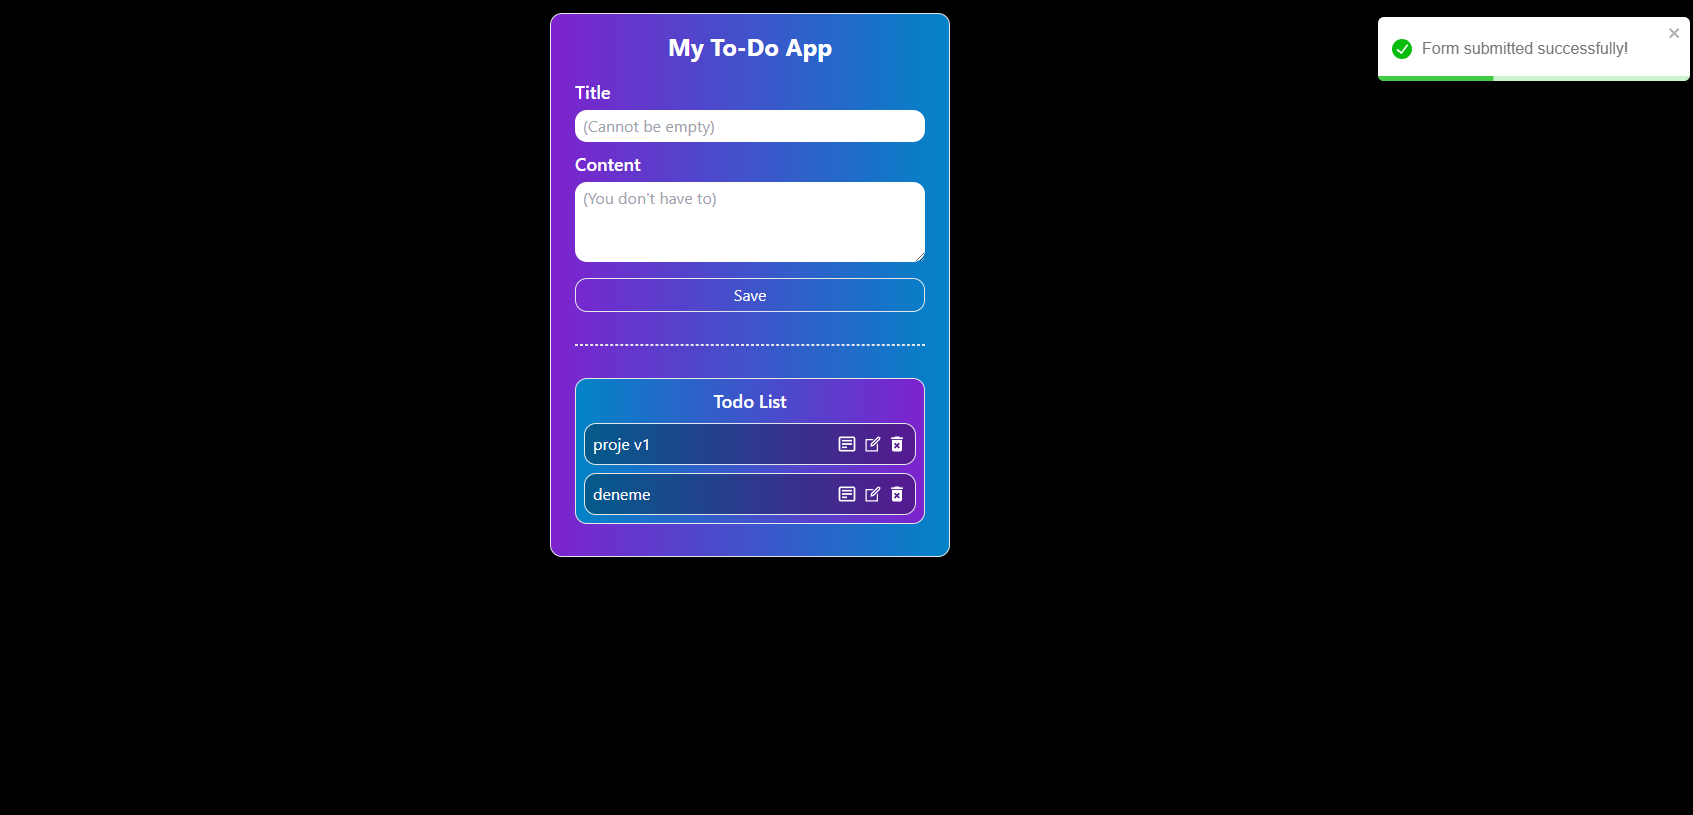 My To-Do App
Form submitted successfully!
Title
(Cannot be empty)
Content
(You don't have to)
Save
Todo List
proje v1
deneme